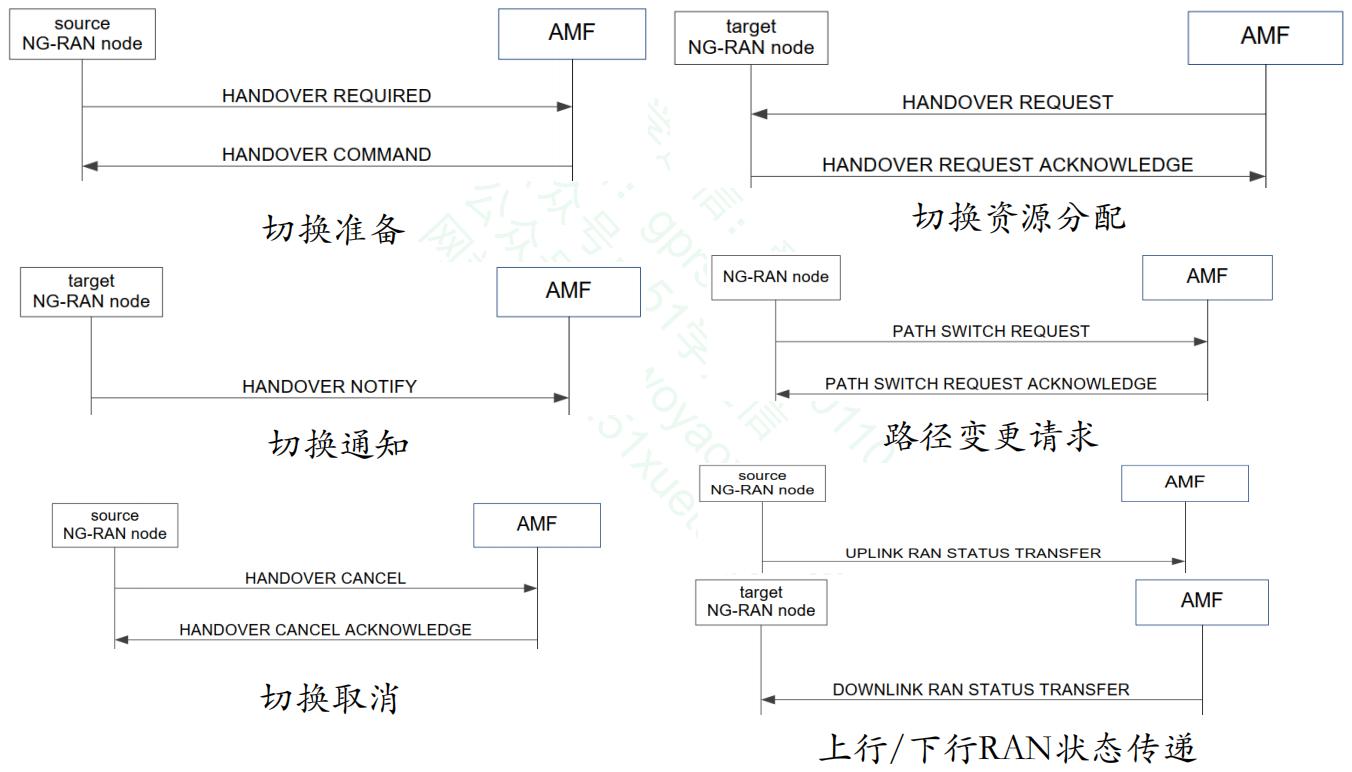 source
NG-RAN node
AMF
HANDOVER REQUIRED
HANDOVER COMMAND
切换准备
target
NG-RAN node
AMF
HANDOVER REQUEST
HANDOVER REQUEST ACKNOWLEDGE
切换资源分配
target
NG-RAN node
AMF
HANDOVER NOTIFY
切换通知
NG-RAN node
AMF
PATH SWITCH REQUEST
PATH SWITCH REQUEST ACKNOWLEDGE
路径变更请求
source
NG-RAN node
AMF
HANDOVER CANCEL
HANDOVER CANCEL ACKNOWLEDGE
切换取消
source
NG-RAN node
AMF
UPLINK RAN STATUS TRANSFER
target
NG-RAN node
AMF
DOWNLINK RAN STATUS TRANSFER
上行/下行RAN状态传递